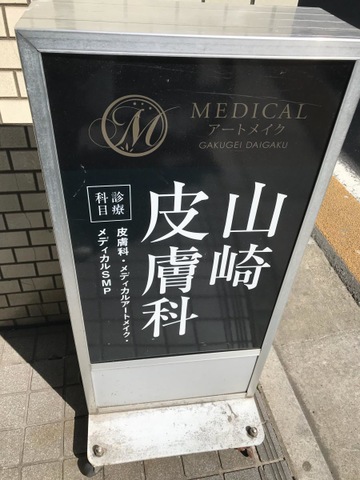 M
MEDICAL
アートメイク
GAKUGEI DAIGAKU
山崎
皮膚科
診療
科目
皮膚科・メディカルアートメイク・
メディカルSMP